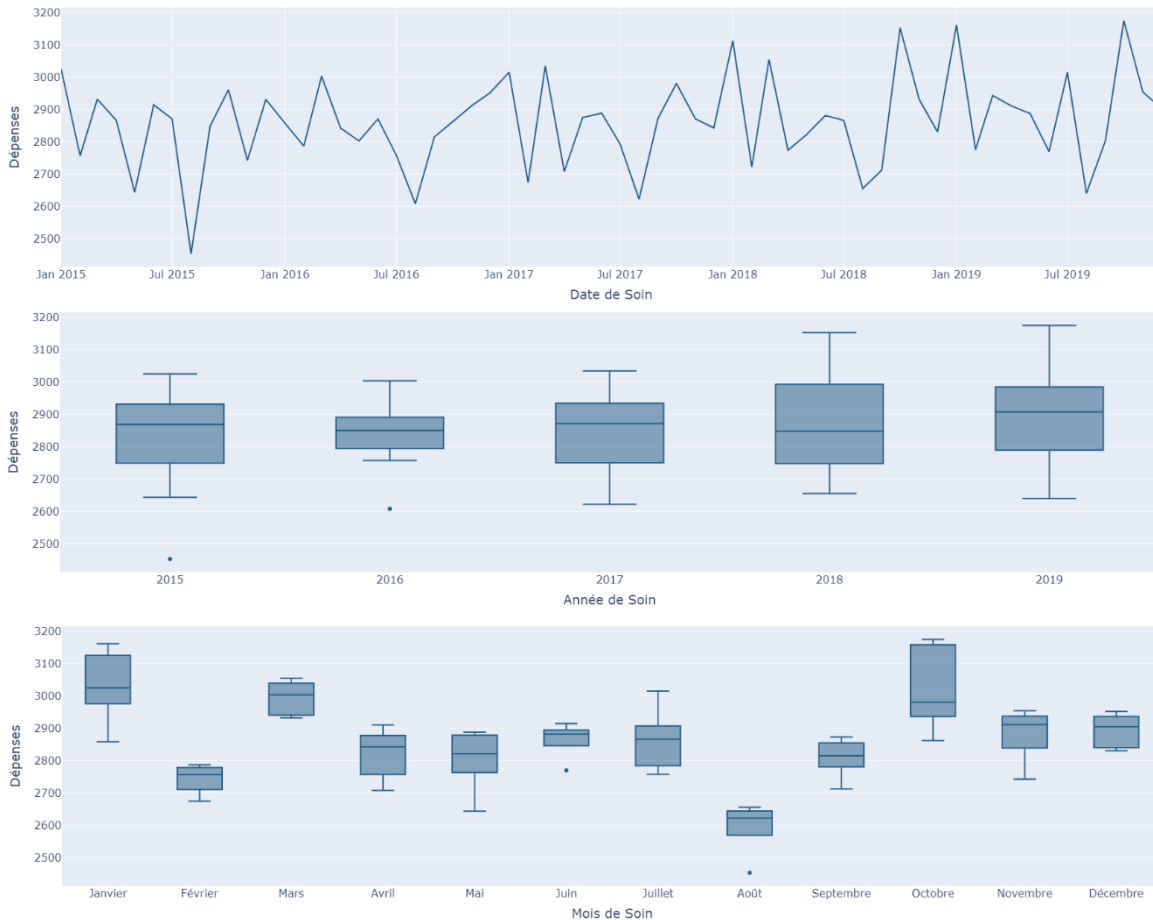 3200
3100
3000
2900
2800
2700
2600
2500
Dépenses
Jan 2015 Jul 2015 Jan 2016 Jul 2016 Jan 2017 Jul 2017 Jan 2018 Jul 2018 Jan 2019 Jul 2019
Date de Soin
3200
3100
3000
2900
2800
2700
2600
2500
Dépenses
2015 2016 2017 2018 2019
Année de Soin
3200
3100
3000
2900
2800
2700
2600
2500
Dépenses
Janvier Février Mars Avril Mai Juin Juillet Août Septembre Octobre Novembre Décembre
Mois de Soin